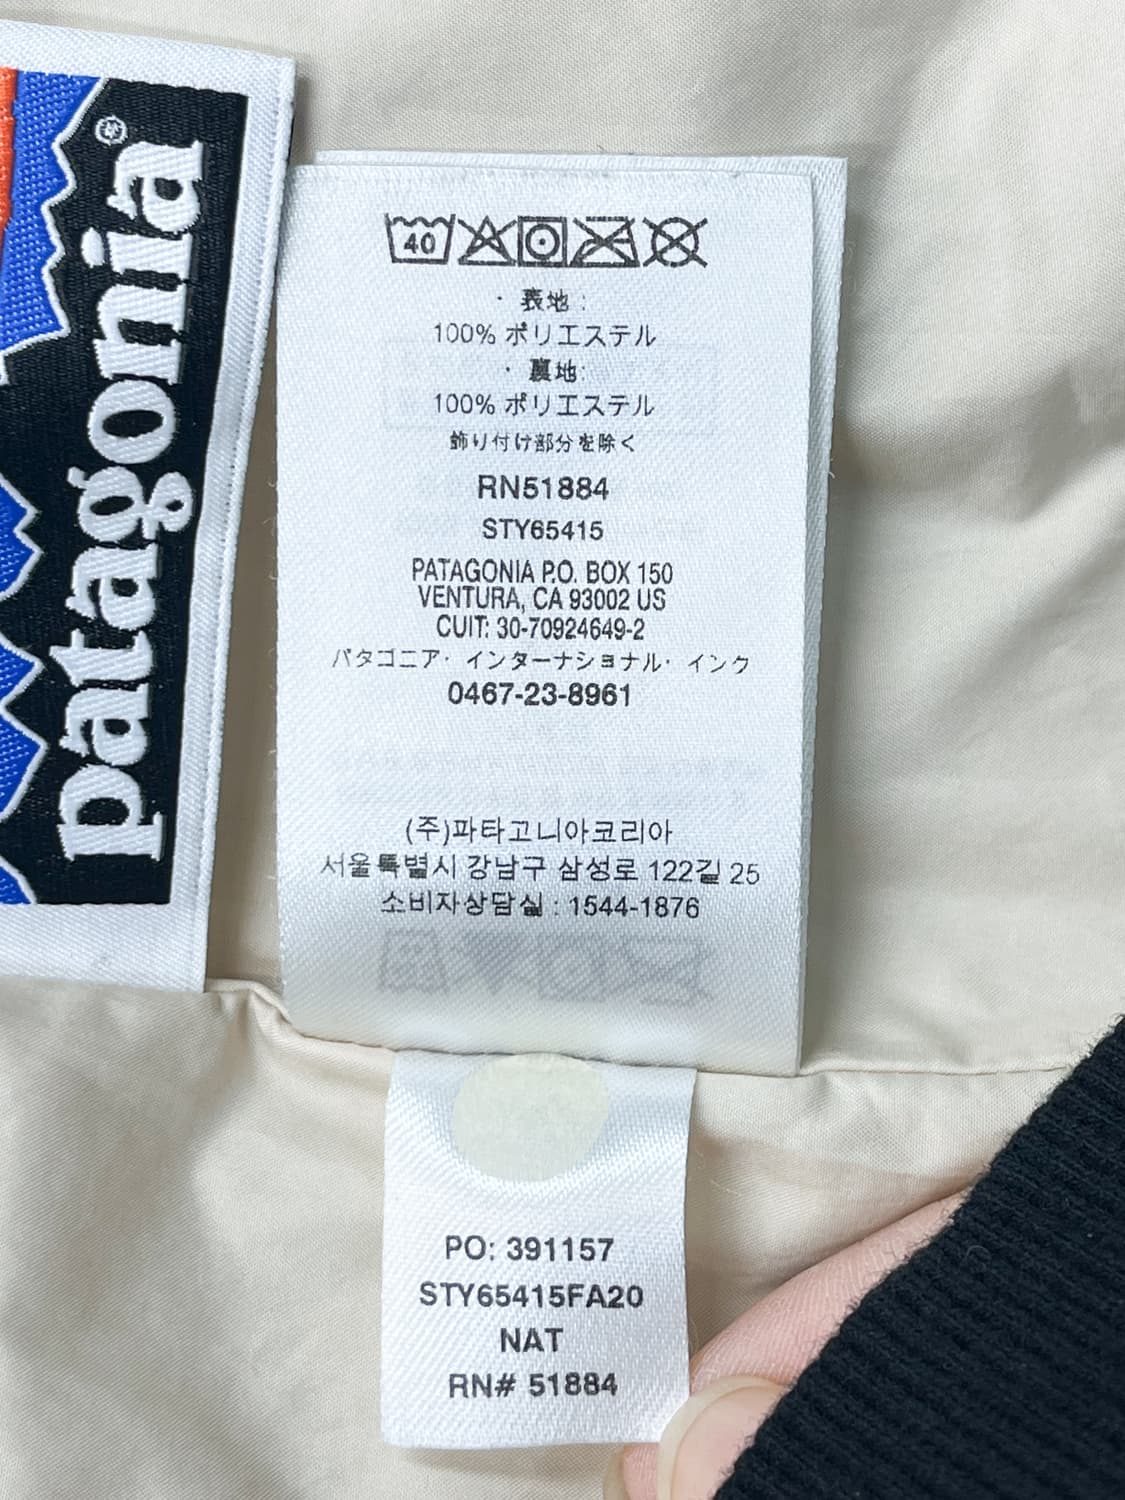 patagonia®
40
・表地:
100% ポリエステル
・裏地:
100% ポリエステル
飾り付け部分を除く
RN51884
STY65415
PATAGONIA P.O. BOX 150
VENTURA, CA 93002 US
CUIT: 30-70924649-2
パタゴニア・インターナショナル・インク
0467-23-8961
(주)파타고니아코리아
서울특별시 강남구 삼성로 122길 25
소비자상담실 : 1544-1876
PO: 391157
STY65415FA20
NAT
RN# 51884